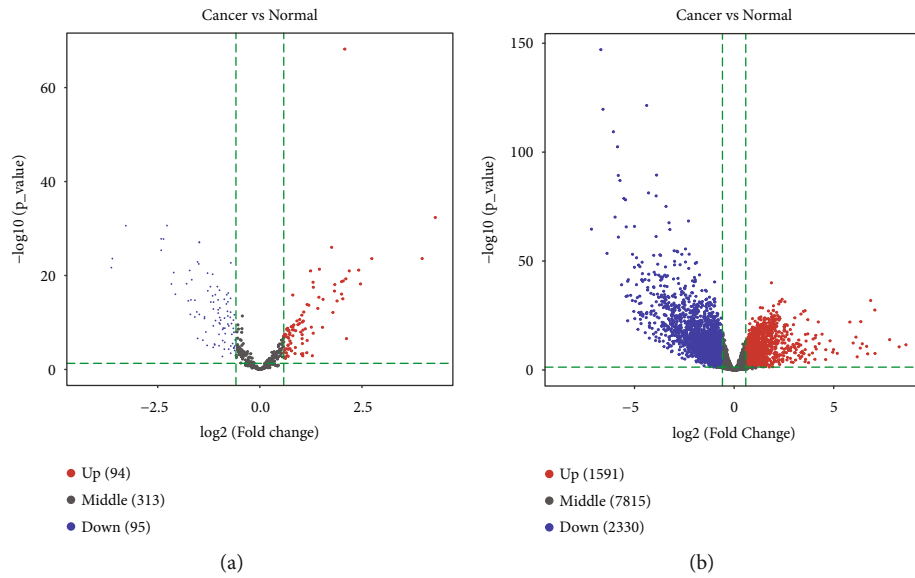 Cancer vs Normal
60
40
20
0
−log10 (p_value)
−2.5
0.0
2.5
log2 (Fold change)
Up (94)
Middle (313)
Down (95)
(a)
Cancer vs Normal
150
100
50
0
−log10 (p_value)
−5
0
5
log2 (Fold Change)
Up (1591)
Middle (7815)
Down (2330)
(b)